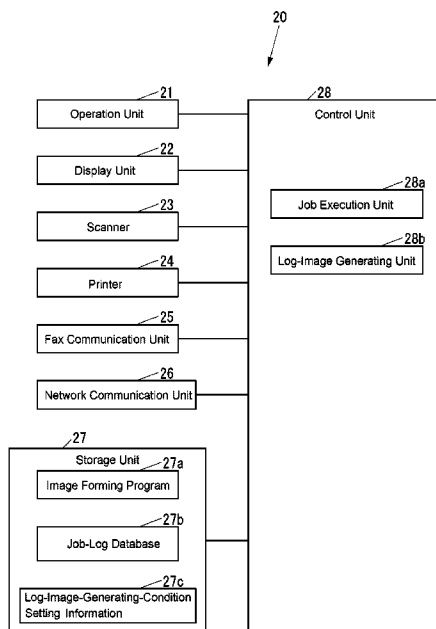 20
21
Operation Unit
22
Display Unit
23
Scanner
24
Printer
25
Fax Communication Unit
26
Network Communication Unit
27
Storage Unit
27a
Image Forming Program
27b
Job-Log Database
27c
Log-Image-Generating-Condition
Setting Information
28
Control Unit
28a
Job Execution Unit
28b
Log-Image Generating Unit